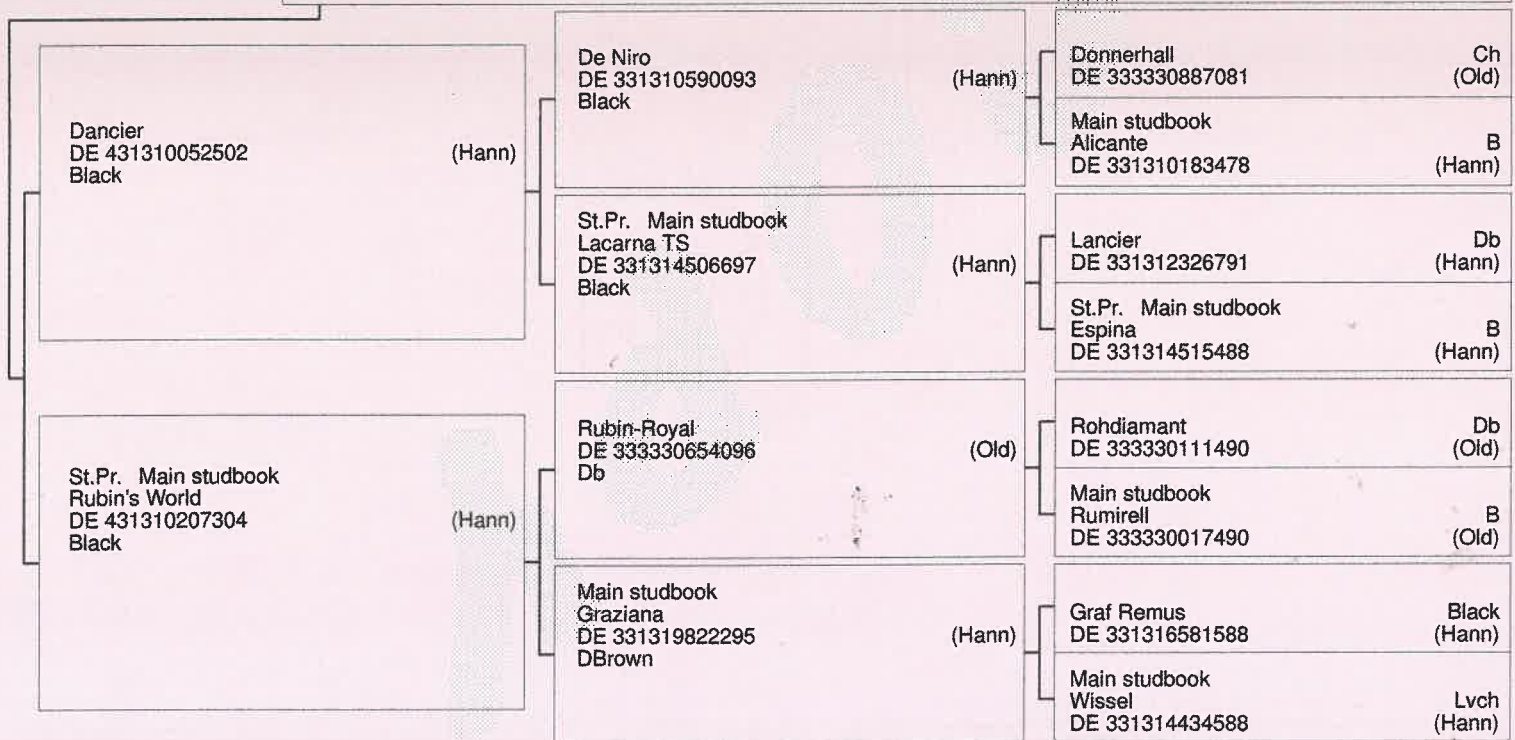 Dancier
DE 431310052502 (Hann)
Black
St.Pr. Main studbook
Rubin's World
DE 431310207304 (Hann)
Black
De Niro
DE 331310590093 (Hann)
Black
St.Pr. Main studbook
Lacarna TS
DE 331314506697 (Hann)
Black
Rubin-Royal
DE 333330654096 (Old)
Db
Main studbook
Graziana
DE 331319822295 (Hann)
DBrown
Donnerhall Ch
DE 333330887081 (Old)
Main studbook
Alicante B
DE 331310183478 (Hann)
Lancier Db
DE 331312326791 (Hann)
St.Pr. Main studbook
Espina B
DE 331314515488 (Hann)
Rohdiamant Db
DE 333330111490 (Old)
Main studbook
Rumirell B
DE 333330017490 (Old)
Graf Remus Black
DE 331316581588 (Hann)
Main studbook
Wissel Lvch
DE 331314434588 (Hann)